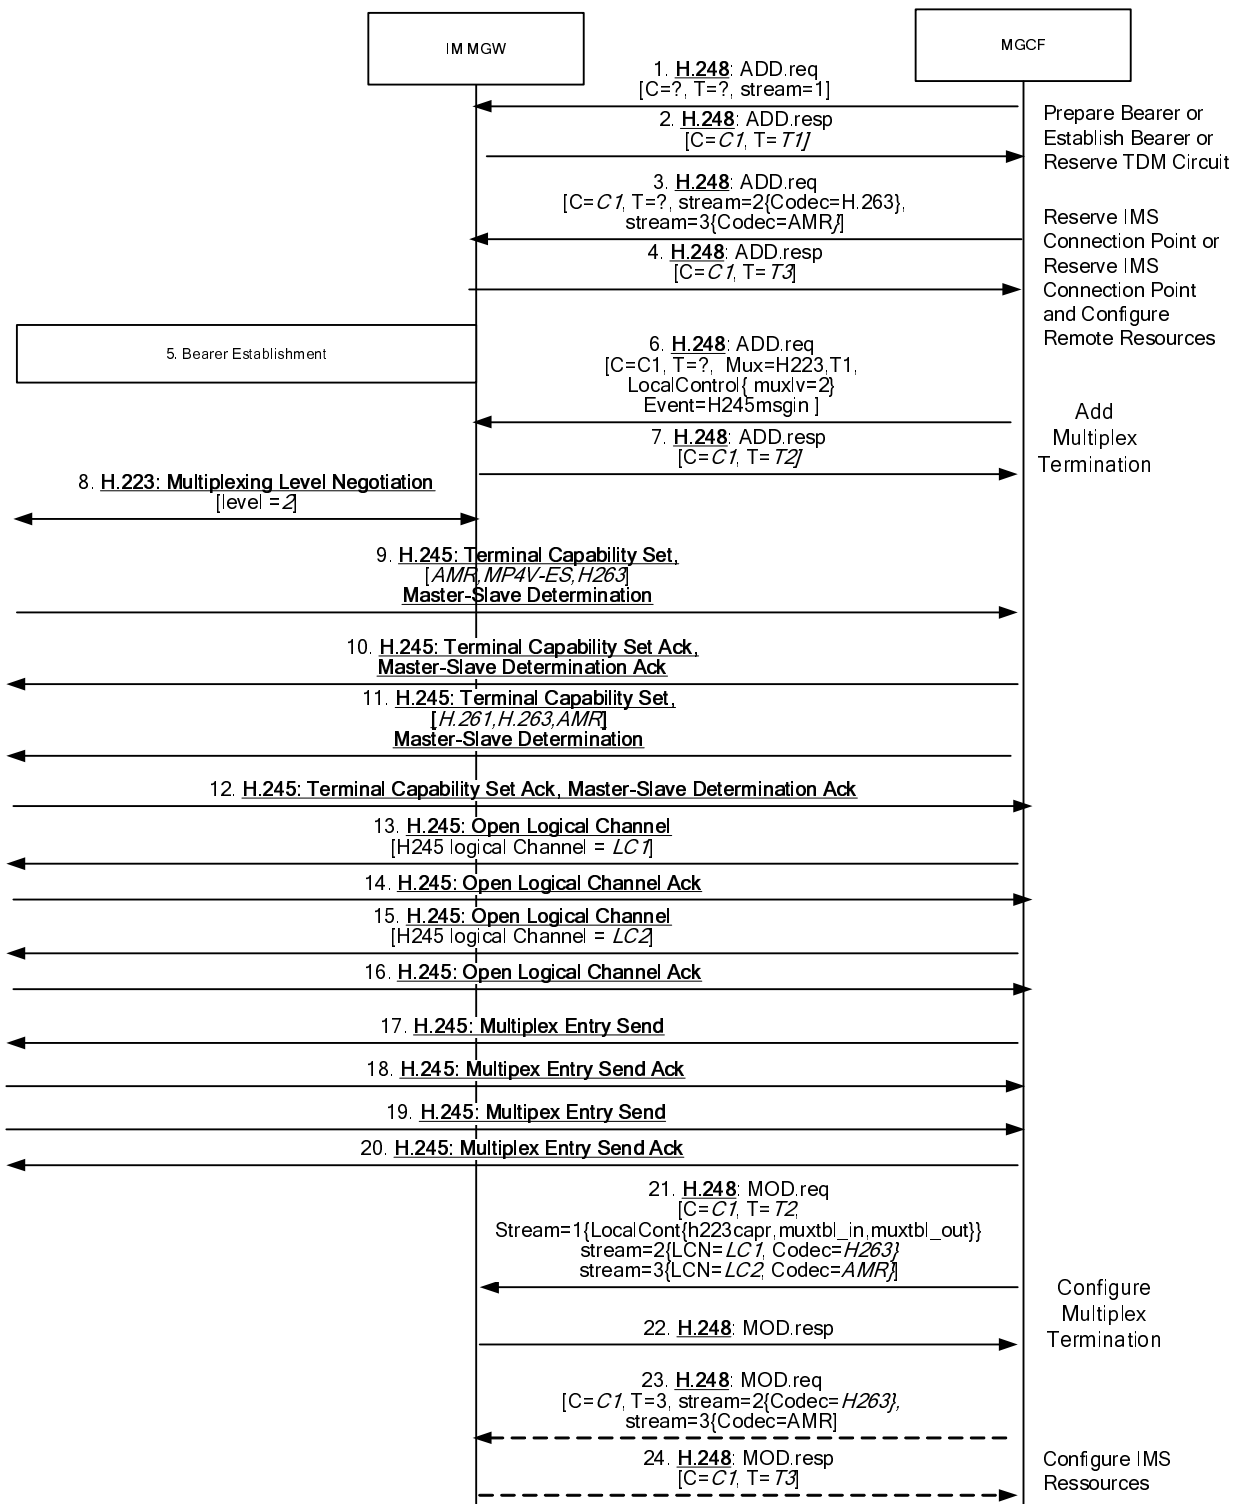 IM MGW
MGCF
1. H.248: ADD.req
[C=?, T=?, stream=1]
2. H.248: ADD.resp
[C=C1, T=T1]
Prepare Bearer or
Establish Bearer or
Reserve TDM Circuit
3. H.248: ADD.req
[C=C1, T=?, stream=2{Codec=H.263},
stream=3{Codec=AMR}]
4. H.248: ADD.resp
[C=C1, T=T3]
Reserve IMS
Connection Point or
Reserve IMS
Connection Point
and Configure
Remote Resources
5. Bearer Establishment
6. H.248: ADD.req
[C=C1, T=?, Mux=H223,T1,
LocalControl{ muxlv=2}
Event=H245msgin ]
7. H.248: ADD.resp
[C=C1, T=T2]
Add
Multiplex
Termination
8. H.223: Multiplexing Level Negotiation
[level =2]
9. H.245: Terminal Capability Set,
[AMR,MP4V-ES,H263]
Master-Slave Determination
10. H.245: Terminal Capability Set Ack,
Master-Slave Determination Ack
11. H.245: Terminal Capability Set,
[H.261,H.263,AMR]
Master-Slave Determination
12. H.245: Terminal Capability Set Ack, Master-Slave Determination Ack
13. H.245: Open Logical Channel
[H245 logical Channel = LC1]
14. H.245: Open Logical Channel Ack
15. H.245: Open Logical Channel
[H245 logical Channel = LC2]
16. H.245: Open Logical Channel Ack
17. H.245: Multiplex Entry Send
18. H.245: Multipex Entry Send Ack
19. H.245: Multipex Entry Send
20. H.245: Multiplex Entry Send Ack
21. H.248: MOD.req
[C=C1, T=T2,
Stream=1{LocalCont{h223capr,muxtbl_in,muxtbl_out}}
stream=2{LCN=LC1, Codec=H263}
stream=3{LCN=LC2, Codec=AMR}]
22. H.248: MOD.resp
Configure
Multiplex
Termination
23. H.248: MOD.req
[C=C1, T=3, stream=2{Codec=H263},
stream=3{Codec=AMR]
24. H.248: MOD.resp
[C=C1, T=T3]
Configure IMS
Ressources